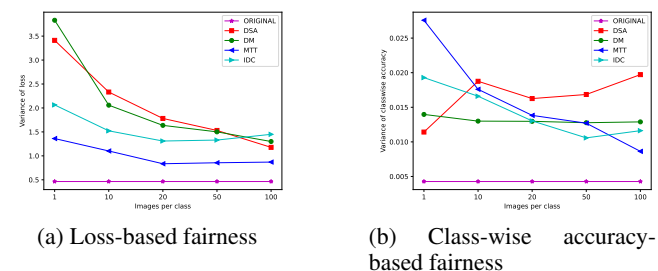 ORIGINAL
DSA
DM
MTT
IDC
3.5
3.0
2.5
2.0
1.5
1.0
0.5
Variance of loss
1 10 20 50 100
Images per class
(a) Loss-based fairness
ORIGINAL
DSA
DM
MTT
IDC
0.025
0.020
0.015
0.010
0.005
Variance of classwise accuracy
1 10 20 50 100
Images per class
(b) Class-wise accuracy-
based fairness